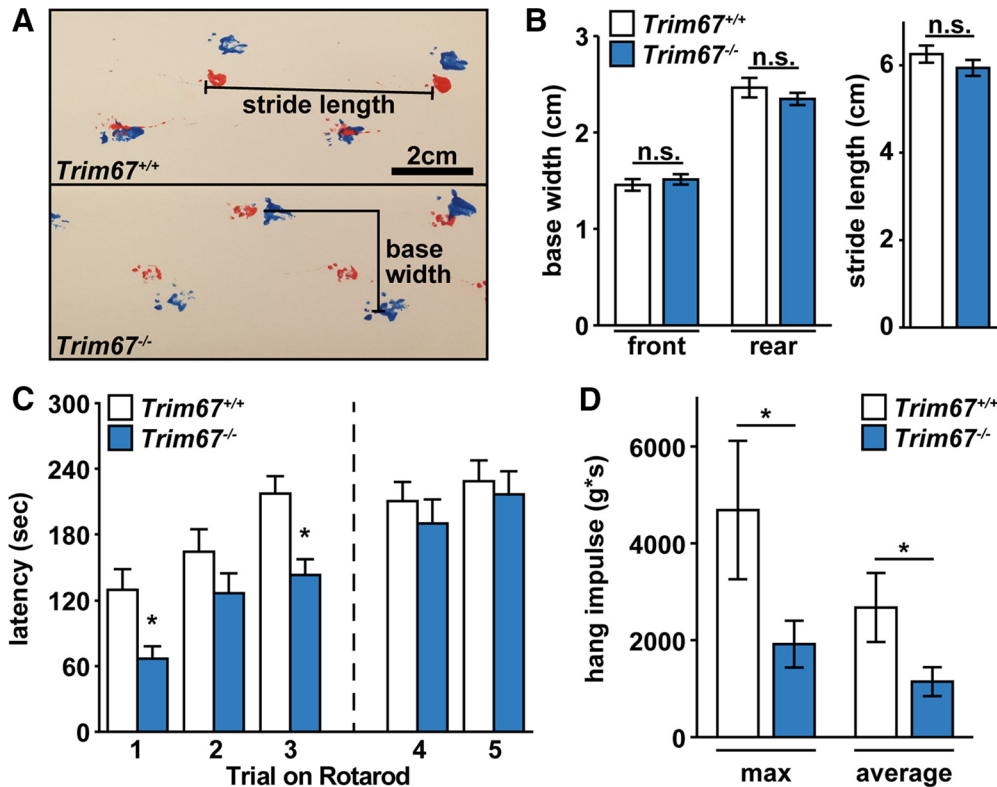 A
stride length
2cm
Trim67+/+
base
width
Trim67-/-
B
Trim67+/+
Trim67-/-
base width (cm)
3
2
1
0
n.s.
n.s.
front
rear
stride length (cm)
6
4
2
0
n.s.
C
Trim67+/+
Trim67-/-
latency (sec)
300
240
180
120
60
0
*
*
1 2 3 4 5
Trial on Rotarod
D
Trim67+/+
Trim67-/-
hang impulse (g*s)
6000
4000
2000
0
*
*
max
average